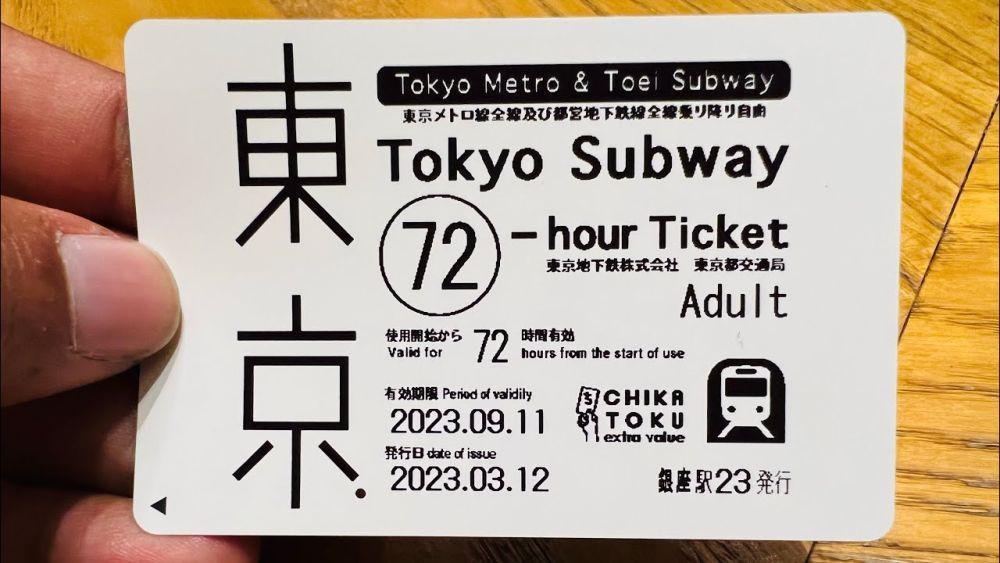 東京
Tokyo Metro & Toei Subway
東京メトロ線全線及び都営地下鉄線全線乗り降り自由
Tokyo Subway
72-hour Ticket
東京地下鉄株式会社 東京都交通局
Adult
使用開始から 72 時間有効
Valid for hours from the start of use
有効期限 Period of validily
2023.09.11
発行日 date of issue
2023.03.12
CHIKA
TOKU
extra value
銀座駅23発行